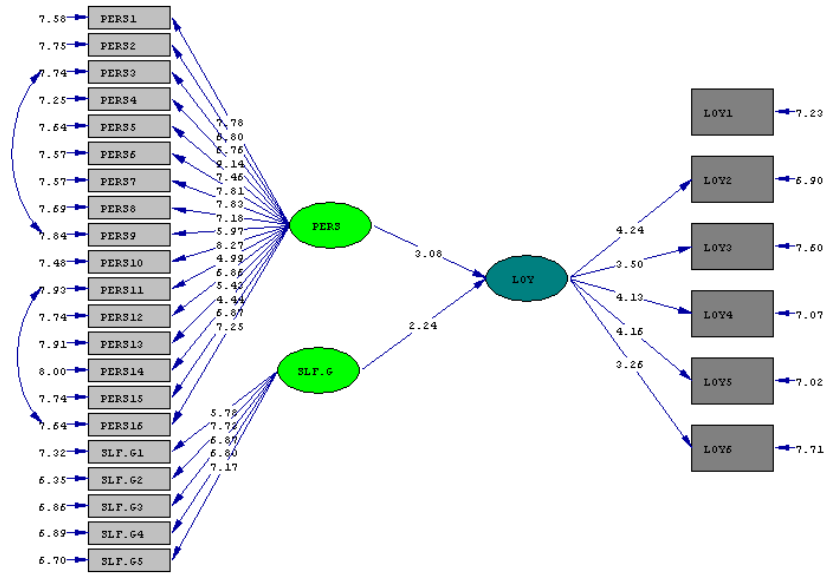 7.58 PERS1
7.75 PERS2
7.74 PERS3
7.25 PERS4
7.64 PERS5
7.57 PERS6
7.57 PERS7
7.69 PERS8
7.84 PERS9
7.48 PERS10
7.93 PERS11
7.74 PERS12
7.91 PERS13
8.00 PERS14
7.74 PERS15
7.64 PERS16
7.32 SLF.G1
6.35 SLF.G2
6.86 SLF.G3
6.89 SLF.G4
6.70 SLF.G5
7.78
6.80
6.76
9.14
7.46
7.81
7.83
7.18
5.97
8.27
4.99
6.86
5.43
4.44
6.87
7.25
5.78
6.87
6.80
7.17
PERS
SLF.G
3.08
2.24
LOY
4.24
3.50
4.13
4.16
3.26
LOY1 7.23
LOY2 6.90
LOY3 7.60
LOY4 7.07
LOY5 7.02
LOY6 7.71